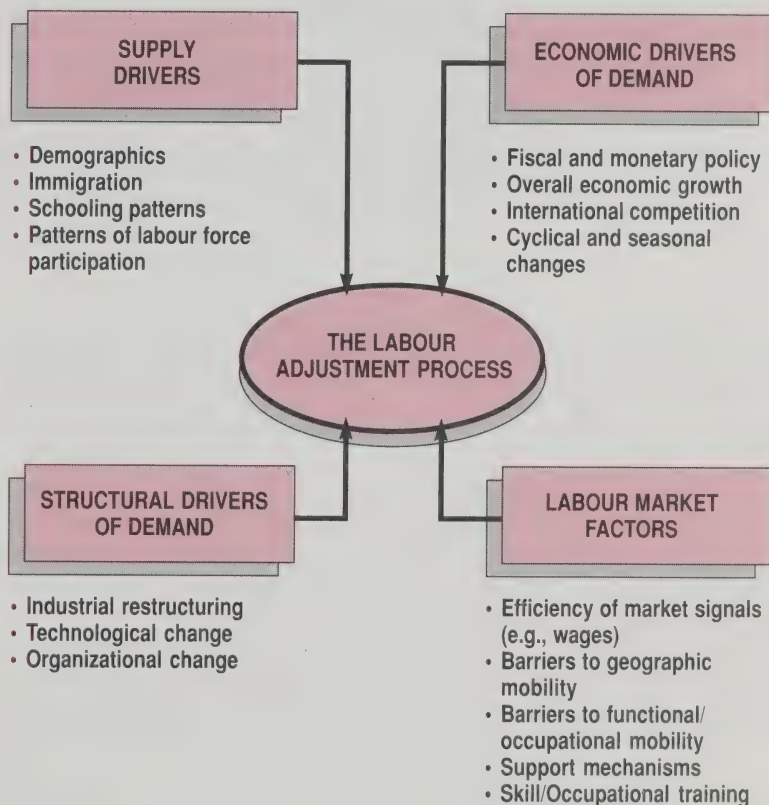 SUPPLY
DRIVERS
• Demographics
• Immigration
• Schooling patterns
• Patterns of labour force
participation
ECONOMIC DRIVERS
OF DEMAND
• Fiscal and monetary policy
• Overall economic growth
• International competition
• Cyclical and seasonal
changes
THE LABOUR
ADJUSTMENT PROCESS
STRUCTURAL DRIVERS
OF DEMAND
• Industrial restructuring
• Technological change
• Organizational change
LABOUR MARKET
FACTORS
• Efficiency of market signals
(e.g., wages)
• Barriers to geographic
mobility
• Barriers to functional/
occupational mobility
• Support mechanisms
• Skill/Occupational training